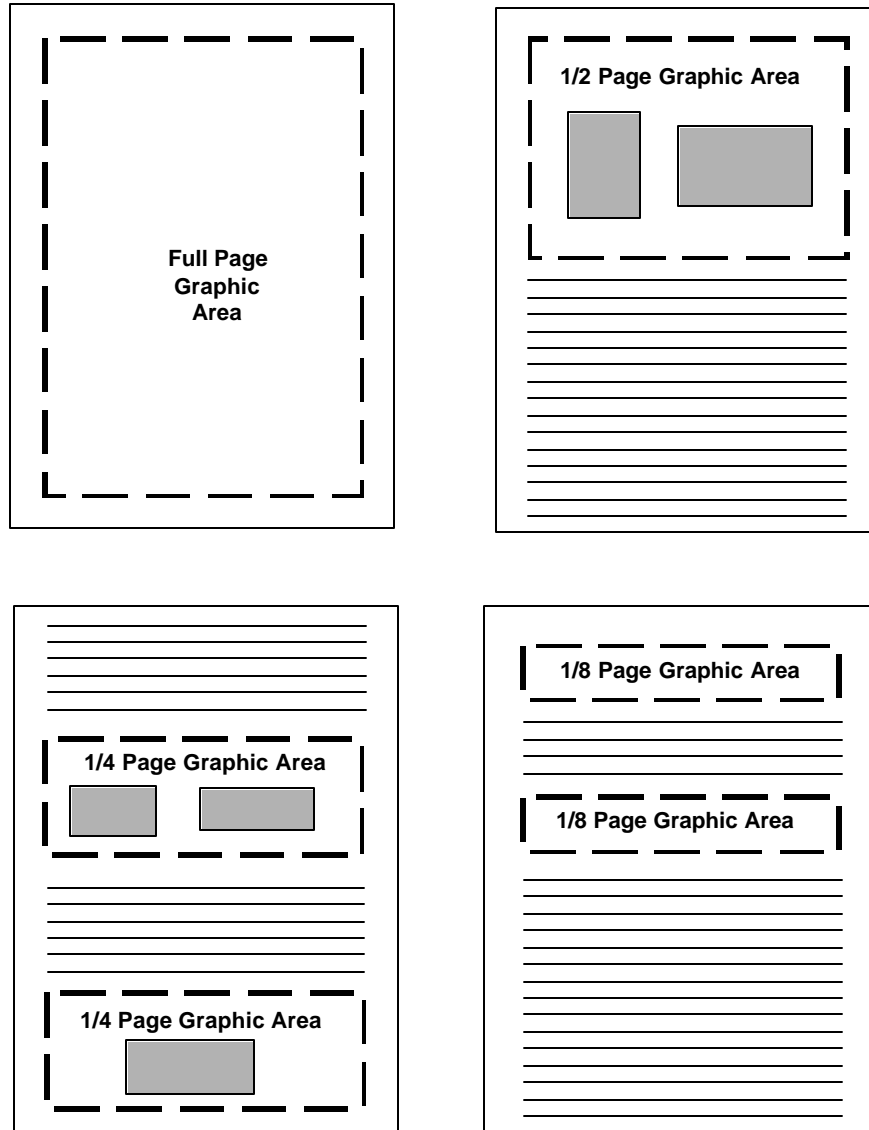 Full Page
Graphic
Area
1/2 Page Graphic Area
1/4 Page Graphic Area
1/4 Page Graphic Area
1/8 Page Graphic Area
1/8 Page Graphic Area